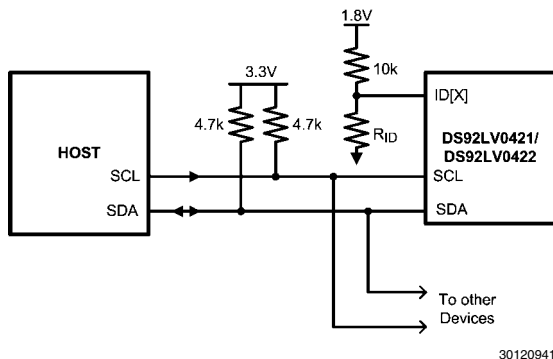 1.8V
10k
3.3V
ID[X]
4.7k
4.7k
RID
DS92LV0421/
DS92LV0422
HOST
SCL
SCL
SDA
SDA
To other
Devices
30120941